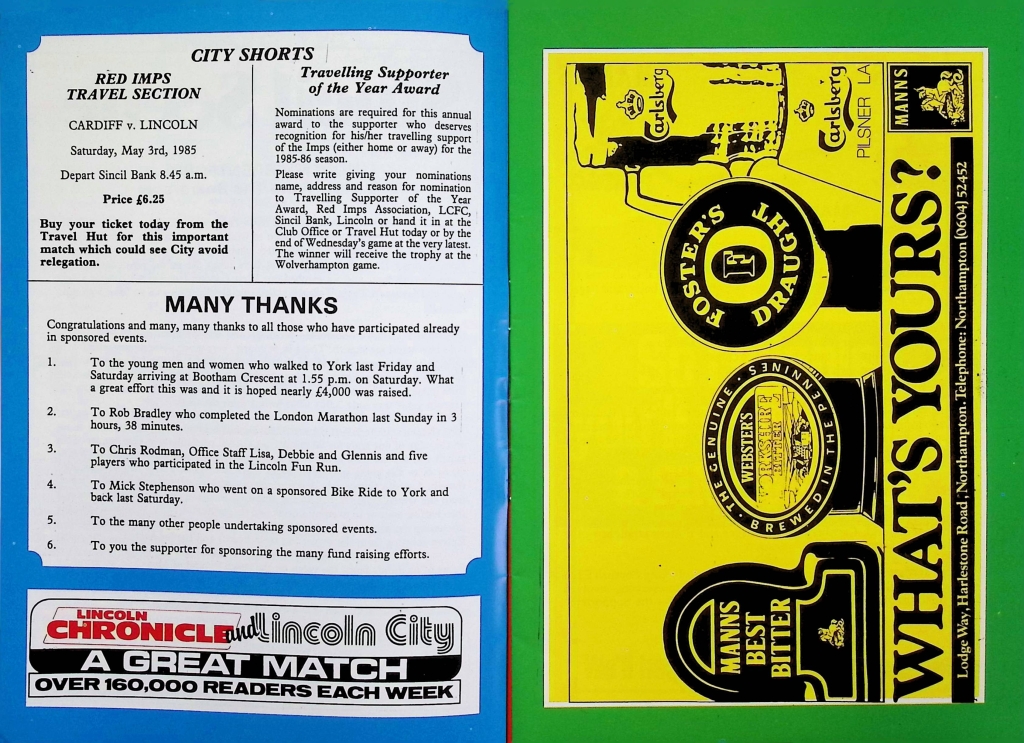 CITY SHORTS
RED IMPS
TRAVEL SECTION
CARDIFF v. LINCOLN
Saturday, May 3rd, 1985
Depart Sincil Bank 8.45 a.m.
Price £6.25
Buy your ticket today from the
Travel Hut for this important
match which could see City avoid
relegation.
Travelling Supporter
of the Year Award
Nominations are required for this annual
award to the supporter who deserves
recognition for his/her travelling support
of the Imps (either home or away) for the
1985-86 season.
Please write giving your nominations
name, address and reason for nomination
to Travelling Supporter of the Year
Award, Red Imps Association, LCFC,
Sincil Bank, Lincoln or hand it in at the
Club Office or Travel Hut today or by the
end of Wednesday's game at the very latest.
The winner will receive the trophy at the
Wolverhampton game.
MANY THANKS
Congratulations and many, many thanks to all those who have participated already
in sponsored events.
1. To the young men and women who walked to York last Friday and
Saturday arriving at Bootham Crescent at 1.55 p.m. on Saturday. What
a great effort this was and it is hoped nearly £4,000 was raised.
2. To Rob Bradley who completed the London Marathon last Sunday in 3
hours, 38 minutes.
3. To Chris Rodman, Office Staff Lisa, Debbie and Glennis and five
players who participated in the Lincoln Fun Run.
4. To Mick Stephenson who went on a sponsored Bike Ride to York and
back last Saturday.
5. To the many other people undertaking sponsored events.
6. To you the supporter for sponsoring the many fund raising efforts.
LINCOLN
CHRONICLE and Lincoln City
A GREAT MATCH
OVER 160,000 READERS EACH WEEK
MANNS
BEST
BITTER
THE GENUINE · BREWED IN THE PENNINES ·
WEBSTER'S
YORKSHIRE
BITTER
FOSTER'S
F
DRAUGHT
Carlsberg
Carlsberg
PILSNER LA
MANNS
WHAT'S YOURS?
Lodge Way, Harlestone Road, Northampton. Telephone: Northampton (0604) 52452